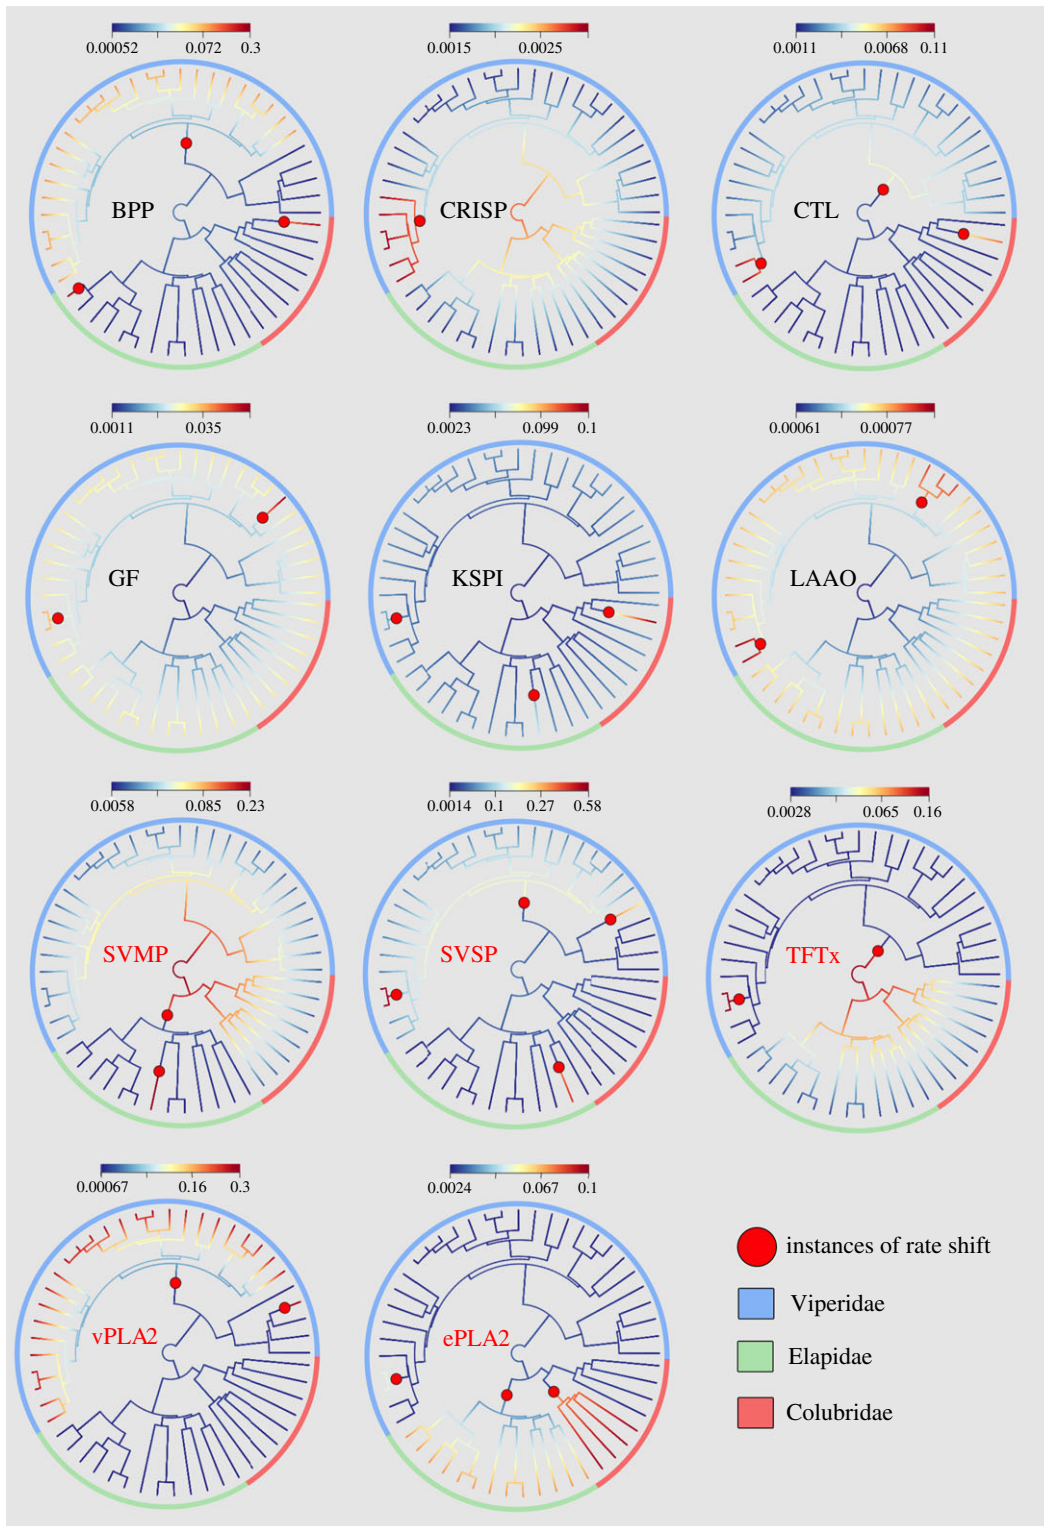 0.00052 0.072 0.3
0.0015 0.0025
0.0011 0.0068 0.11
BPP
CRISP
CTL
0.0011 0.035
0.0023 0.099 0.1
0.00061 0.00077
GF
KSPI
LAAO
0.0058 0.085 0.23
0.0014 0.1 0.27 0.58
0.0028 0.065 0.16
SVMP
SVSP
TFTx
0.00067 0.16 0.3
0.0024 0.067 0.1
vPLA2
ePLA2
instances of rate shift
Viperidae
Elapidae
Colubridae